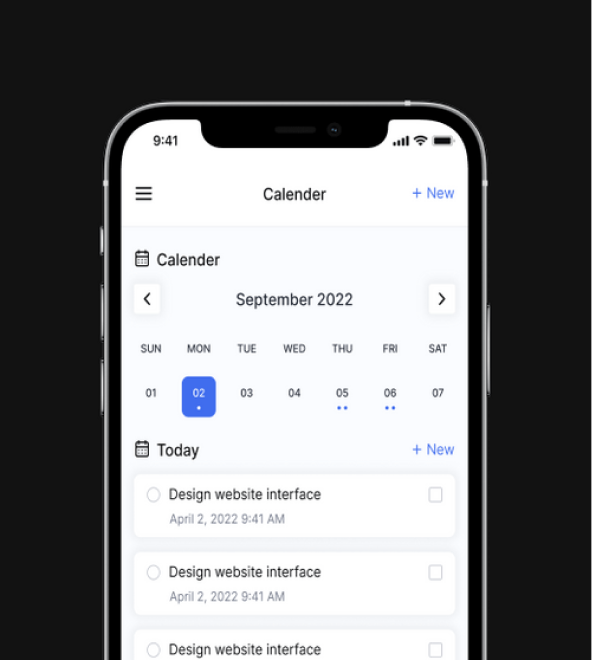 9:41
Calender
+ New
Calender
September 2022
SUN MON TUE WED THU FRI SAT
01 02 03 04 05 06 07
Today
+ New
Design website interface
April 2, 2022 9:41 AM
Design website interface
April 2, 2022 9:41 AM
Design website interface